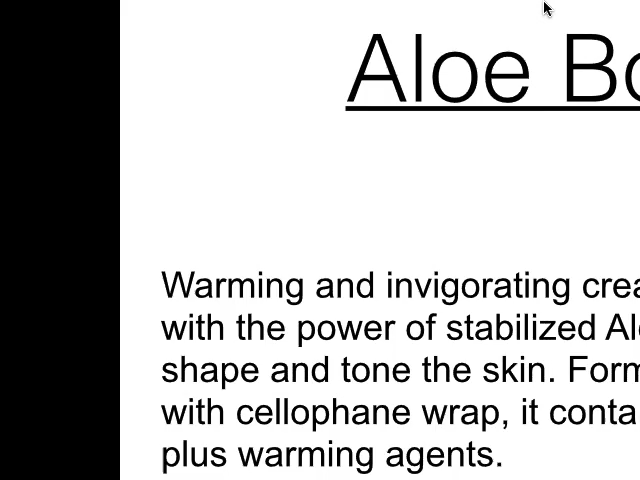 Aloe
Warming and invigorating
with the power of stabilized
shape and tone the skin.
with cellophane wrap, it
plus warming agents.